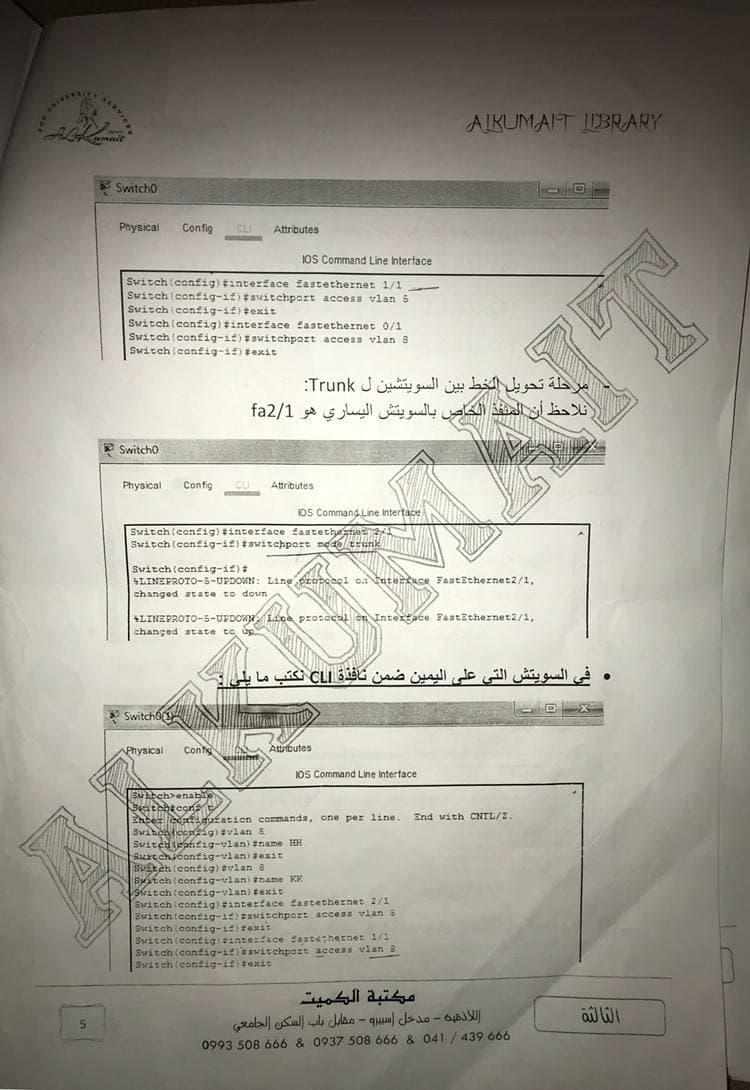 FOR UNIVERSITY SERVICES
ALKumait
ALKUMAIT LIBRARY
Switch0
Physical Config CLI Attributes
IOS Command Line Interface
Switch(config)#interface fastethernet 1/1
Switch(config-if)#switchport access vlan 5
Switch(config-if)#exit
Switch(config)#interface fastethernet 0/1
Switch(config-if)#switchport access vlan 8
Switch(config-if)#exit
- مرحلة تحويل الخط بين السويتشين ل Trunk:
نلاحظ أن المنفذ الخاص بالسويتش اليساري هو fa2/1
Switch0
Physical Config CLI Attributes
IOS Command Line Interface
Switch(config)#interface fastethernet 2/1
Switch(config-if)#switchport mode trunk
Switch(config-if)#
%LINEPROTO-5-UPDOWN: Line protocol on Interface FastEthernet2/1,
changed state to down
%LINEPROTO-5-UPDOWN: Line protocol on Interface FastEthernet2/1,
changed state to up
• في السويتش التي على اليمين ضمن نافذة CLI نكتب ما يلي :
Switch0(1)
Physical Config CLI Attributes
IOS Command Line Interface
Switch>enable
Switch#conf t
Enter configuration commands, one per line. End with CNTL/Z.
Switch(config)#vlan 5
Switch(config-vlan)#name HH
Switch(config-vlan)#exit
Switch(config)#vlan 8
Switch(config-vlan)#name KK
Switch(config-vlan)#exit
Switch(config)#interface fastethernet 2/1
Switch(config-if)#switchport access vlan 5
Switch(config-if)#exit
Switch(config)#interface fastethernet 1/1
Switch(config-if)#switchport access vlan 8
Switch(config-if)#exit
ALKUMAIT
5
مكتبة الكميت
اللاذقية – مدخل إسبيرو – مقابل باب السكن الجامعي
0993 508 666 & 0937 508 666 & 041 / 439 666
الثالثة